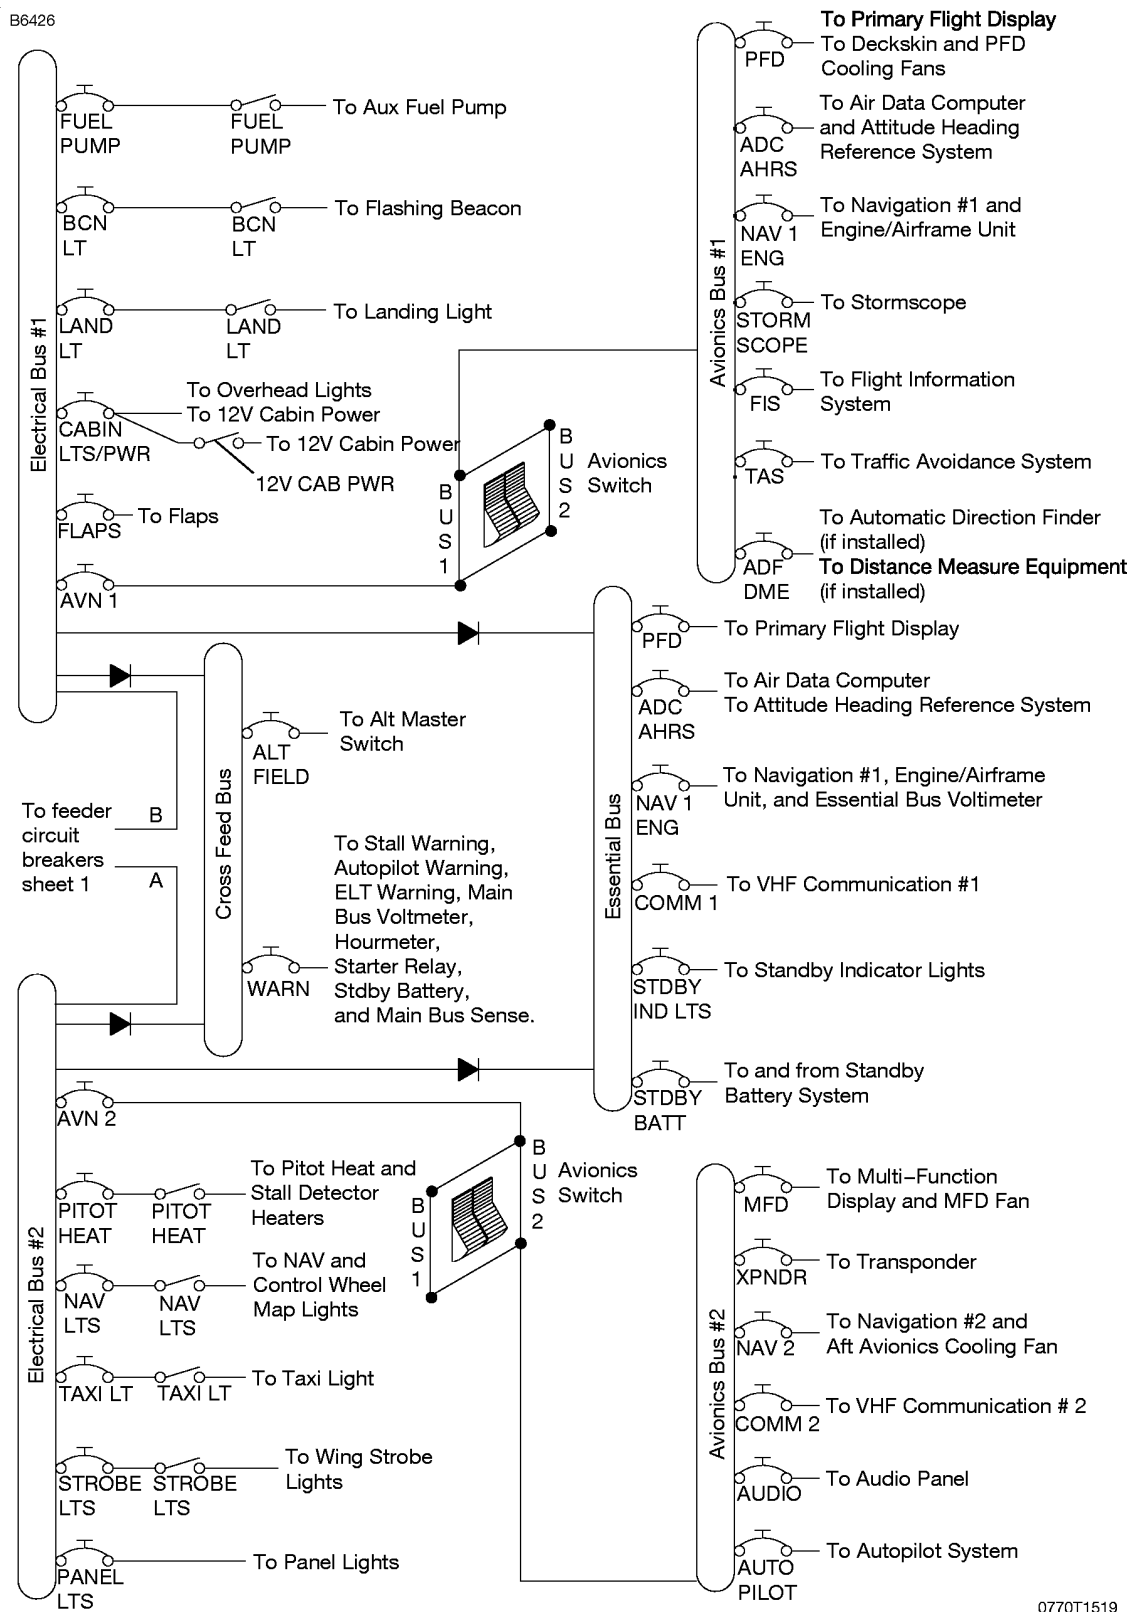 B6426
Electrical Bus #1
FUEL
PUMP
FUEL
PUMP
To Aux Fuel Pump
BCN
LT
BCN
LT
To Flashing Beacon
LAND
LT
LAND
LT
To Landing Light
CABIN
LTS/PWR
To Overhead Lights
To 12V Cabin Power
To 12V Cabin Power
12V CAB PWR
FLAPS
To Flaps
AVN 1
BUS 1
BUS 2
Avionics
Switch
Avionics Bus #1
PFD
To Primary Flight Display
To Deckskin and PFD
Cooling Fans
ADC
AHRS
To Air Data Computer
and Attitude Heading
Reference System
NAV 1
ENG
To Navigation #1 and
Engine/Airframe Unit
STORM
SCOPE
To Stormscope
FIS
To Flight Information
System
TAS
To Traffic Avoidance System
ADF
DME
To Automatic Direction Finder
(if installed)
To Distance Measure Equipment
(if installed)
Cross Feed Bus
ALT
FIELD
To Alt Master
Switch
WARN
To Stall Warning,
Autopilot Warning,
ELT Warning, Main
Bus Voltmeter,
Hourmeter,
Starter Relay,
Stdby Battery,
and Main Bus Sense.
To feeder
circuit
breakers
sheet 1
B
A
Essential Bus
PFD
To Primary Flight Display
ADC
AHRS
To Air Data Computer
To Attitude Heading Reference System
NAV 1
ENG
To Navigation #1, Engine/Airframe
Unit, and Essential Bus Voltimeter
COMM 1
To VHF Communication #1
STDBY
IND LTS
To Standby Indicator Lights
STDBY
BATT
To and from Standby
Battery System
Electrical Bus #2
AVN 2
BUS 1
BUS 2
Avionics
Switch
PITOT
HEAT
PITOT
HEAT
To Pitot Heat and
Stall Detector
Heaters
NAV
LTS
NAV
LTS
To NAV and
Control Wheel
Map Lights
TAXI LT
TAXI LT
To Taxi Light
STROBE
LTS
STROBE
LTS
To Wing Strobe
Lights
PANEL
LTS
To Panel Lights
Avionics Bus #2
MFD
To Multi–Function
Display and MFD Fan
XPNDR
To Transponder
NAV 2
To Navigation #2 and
Aft Avionics Cooling Fan
COMM 2
To VHF Communication # 2
AUDIO
To Audio Panel
AUTO
PILOT
To Autopilot System
0770T1519